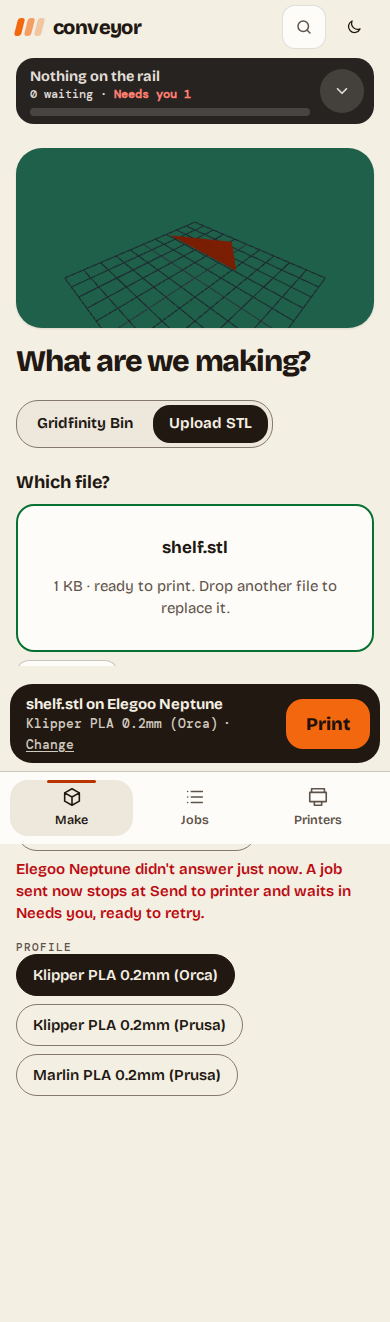 conveyor
Nothing on the rail
0 waiting · Needs you 1
What are we making?
Gridfinity Bin
Upload STL
Which file?
shelf.stl
1 KB · ready to print. Drop another file to
replace it.
shelf.stl on Elegoo Neptune
Klipper PLA 0.2mm (Orca) ·
Change
Print
Make
Jobs
Printers
Elegoo Neptune didn't answer just now. A job
sent now stops at Send to printer and waits in
Needs you, ready to retry.
PROFILE
Klipper PLA 0.2mm (Orca)
Klipper PLA 0.2mm (Prusa)
Marlin PLA 0.2mm (Prusa)